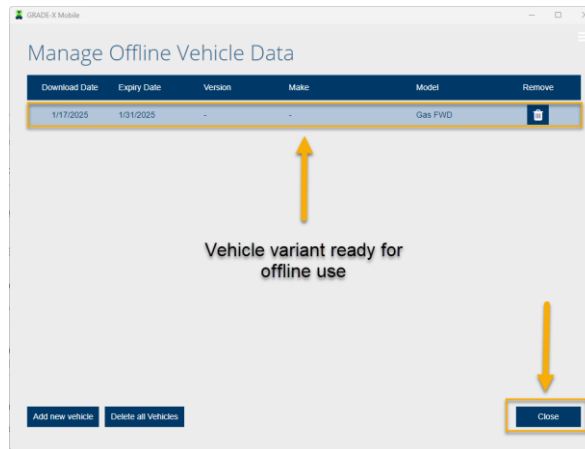 GRADE-X Mobile
Manage Offline Vehicle Data
Download Date Expiry Date Version Make Model Remove
1/17/2025 1/31/2025 - - Gas FWD
Vehicle variant ready for
offline use
Add new vehicle Delete all Vehicles Close